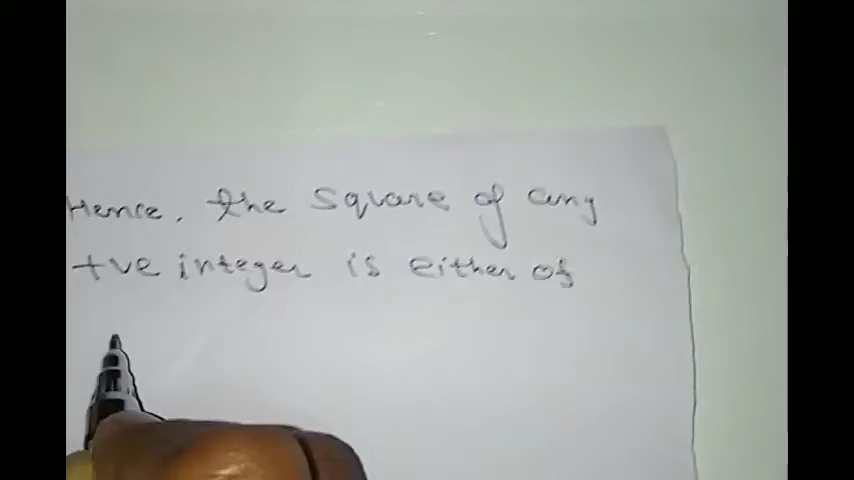 Hence, the square of any
+ve integer is either of